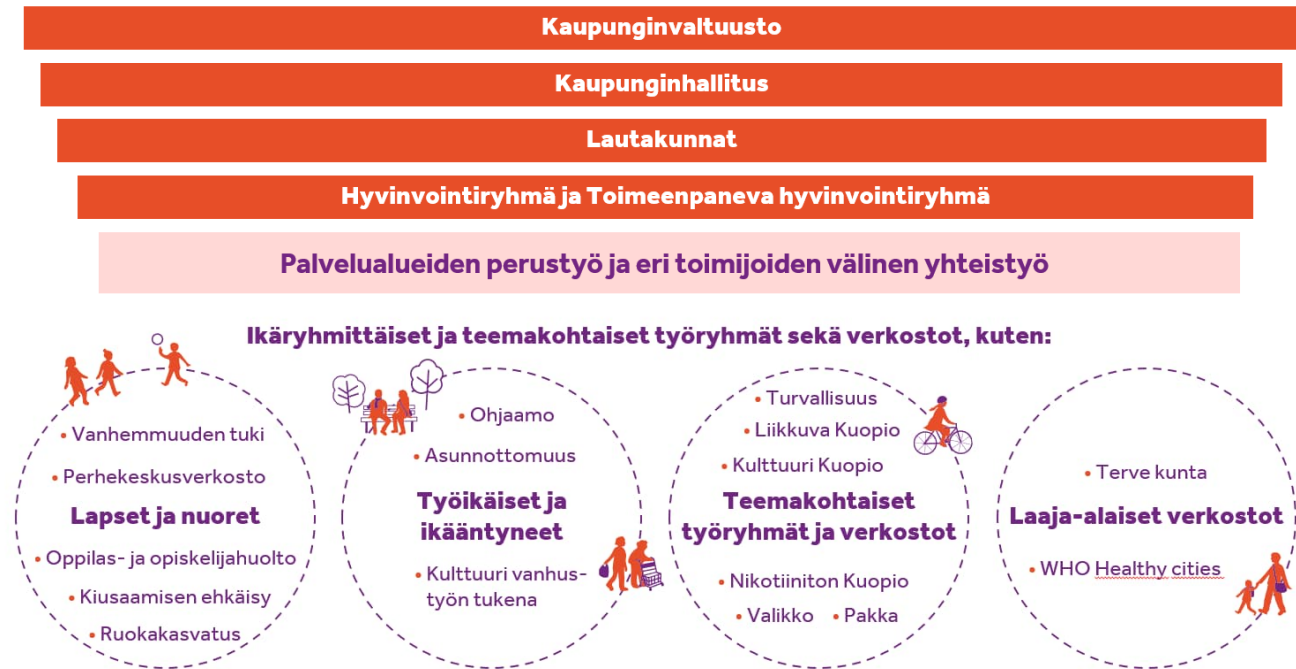 Kaupunginvaltuusto
Kaupunginhallitus
Lautakunnat
Hyvinvointiryhmä ja Toimeenpaneva hyvinvointiryhmä
Palvelualueiden perustyö ja eri toimijoiden välinen yhteistyö
Ikäryhmittäiset ja teemakohtaiset työryhmät sekä verkostot, kuten:
• Vanhemmuuden tuki
• Perhekeskusverkosto
Lapset ja nuoret
• Oppilas- ja opiskelijahuolto
• Kiusaamisen ehkäisy
• Ruokakasvatus
• Ohjaamo
• Asunnottomuus
Työikäiset ja
ikääntyneet
• Kulttuuri vanhus-
työn tukena
• Turvallisuus
• Liikkuva Kuopio
• Kulttuuri Kuopio
Teemakohtaiset
työryhmät ja verkostot
• Nikotiiniton Kuopio
• Valikko • Pakka
• Terve kunta
Laaja-alaiset verkostot
• WHO Healthy cities